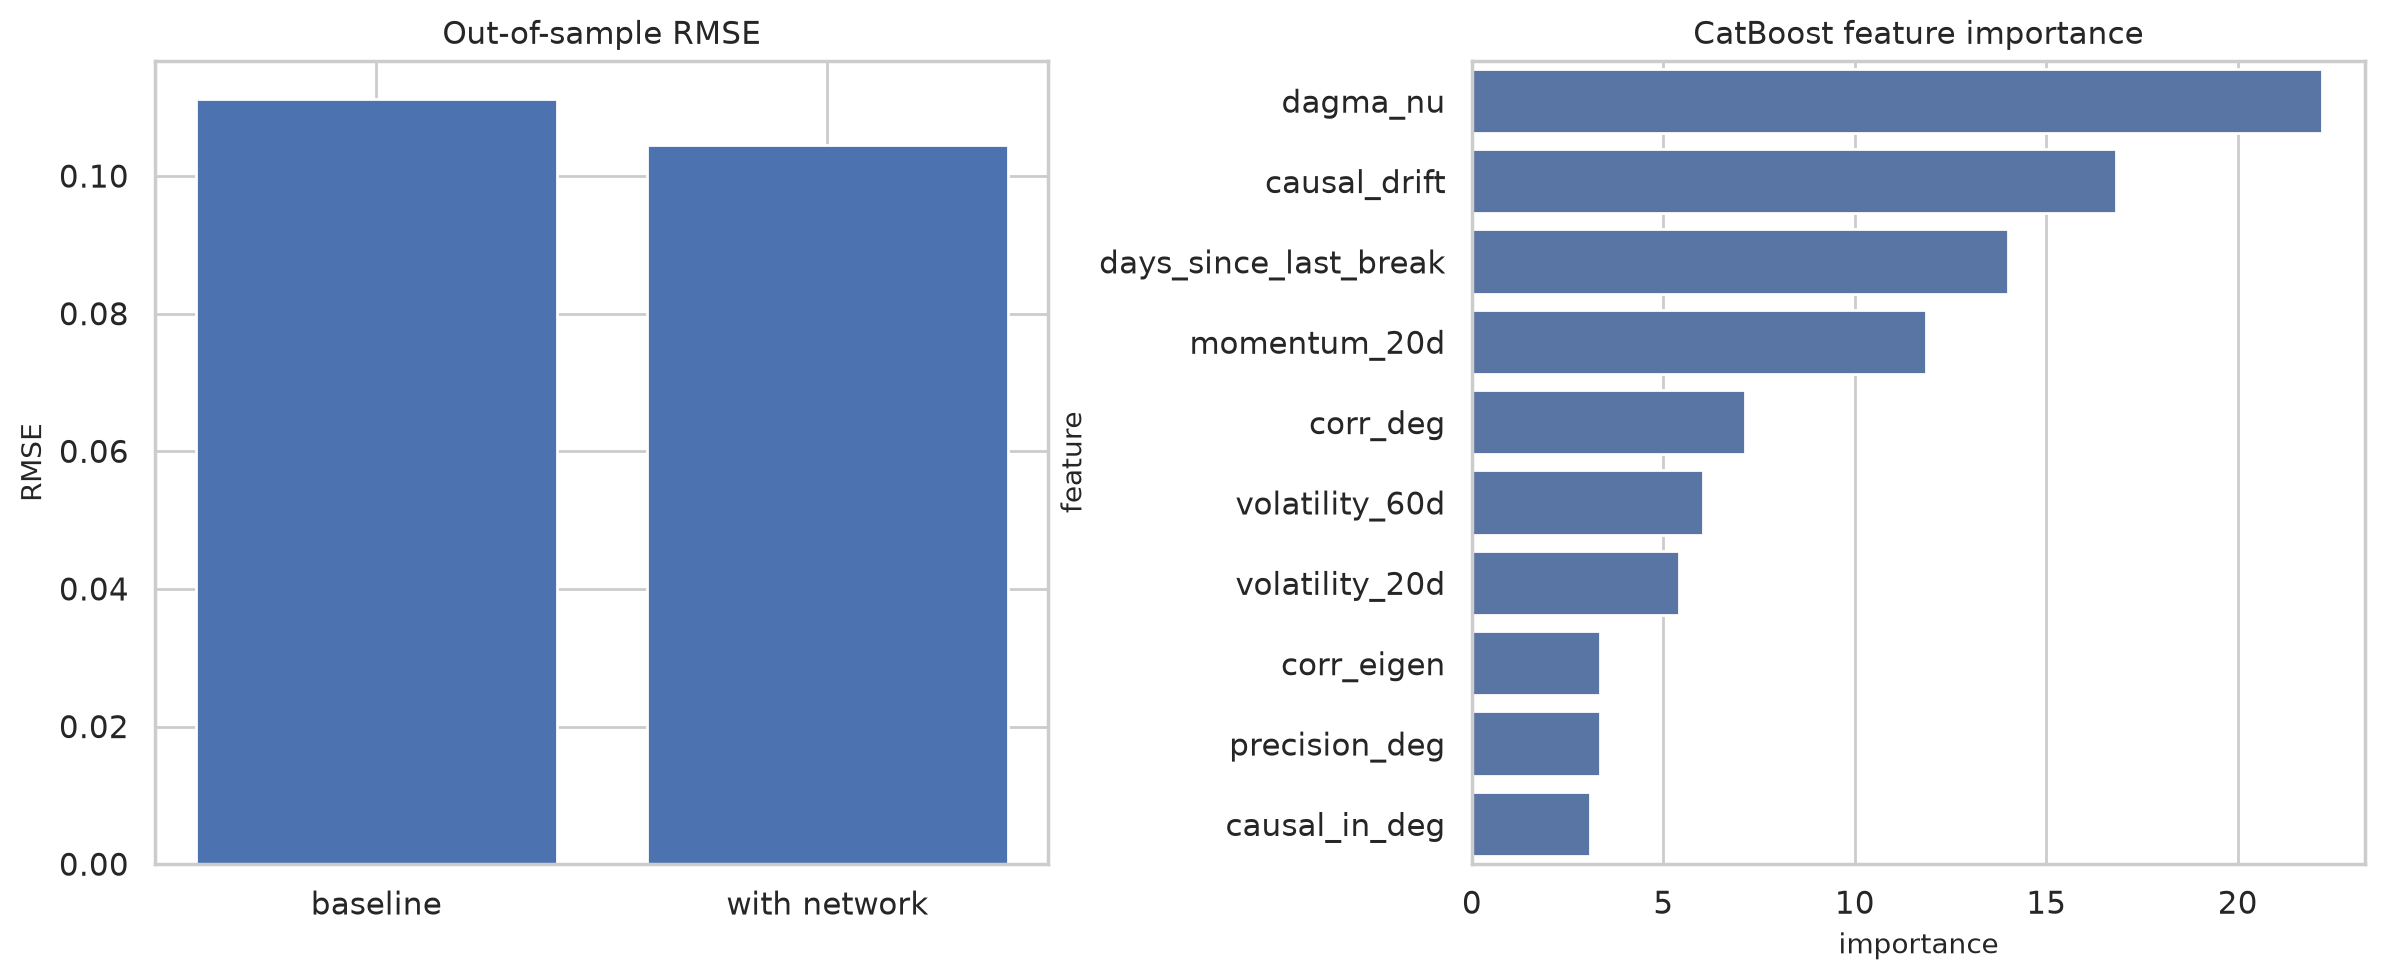 Out-of-sample RMSE
RMSE
0.10
0.08
0.06
0.04
0.02
0.00
baseline
with network
CatBoost feature importance
feature
dagma_nu
causal_drift
days_since_last_break
momentum_20d
corr_deg
volatility_60d
volatility_20d
corr_eigen
precision_deg
causal_in_deg
0 5 10 15 20
importance